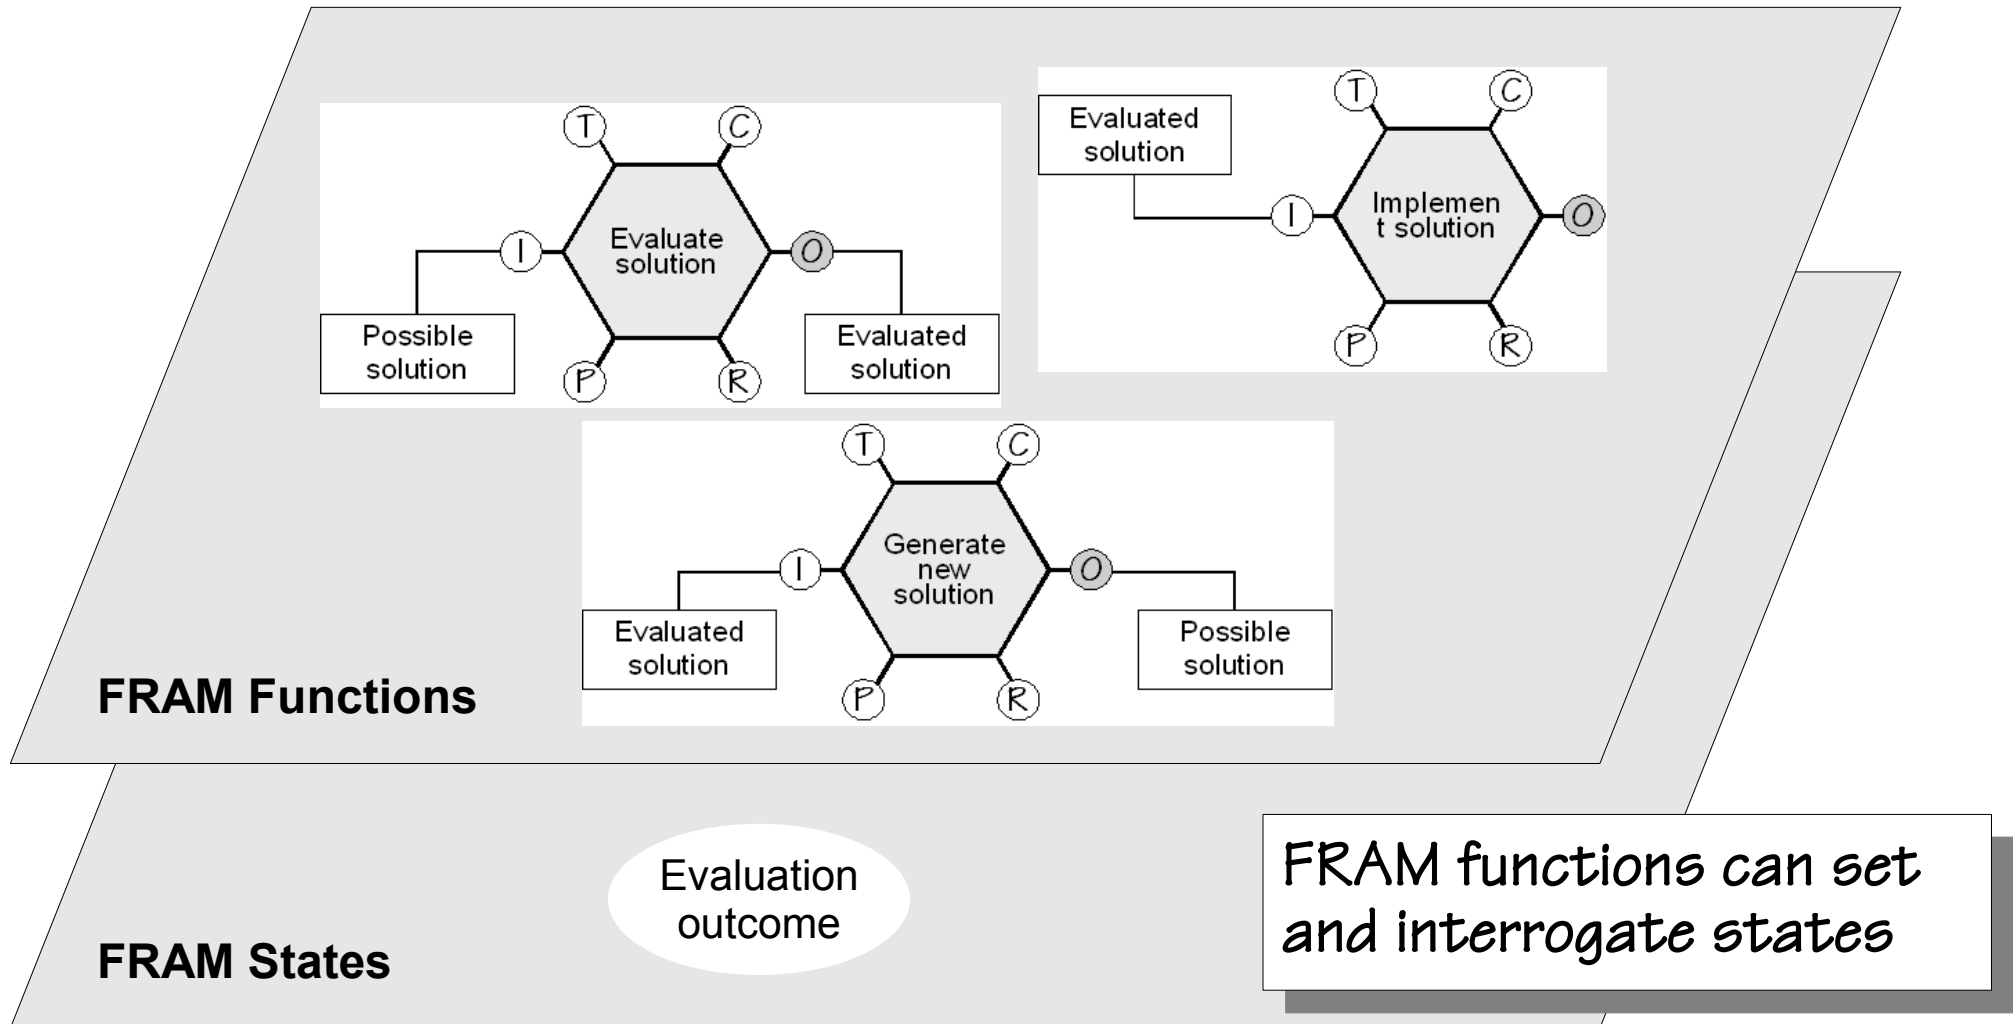 T
C
Evaluate
solution
I
O
Possible
solution
Evaluated
solution
P
R
Evaluated
solution
T
C
I
Implemen
t solution
O
P
R
T
C
Generate
new
solution
I
O
Evaluated
solution
Possible
solution
P
R
FRAM Functions
Evaluation
outcome
FRAM States
FRAM functions can set
and interrogate states